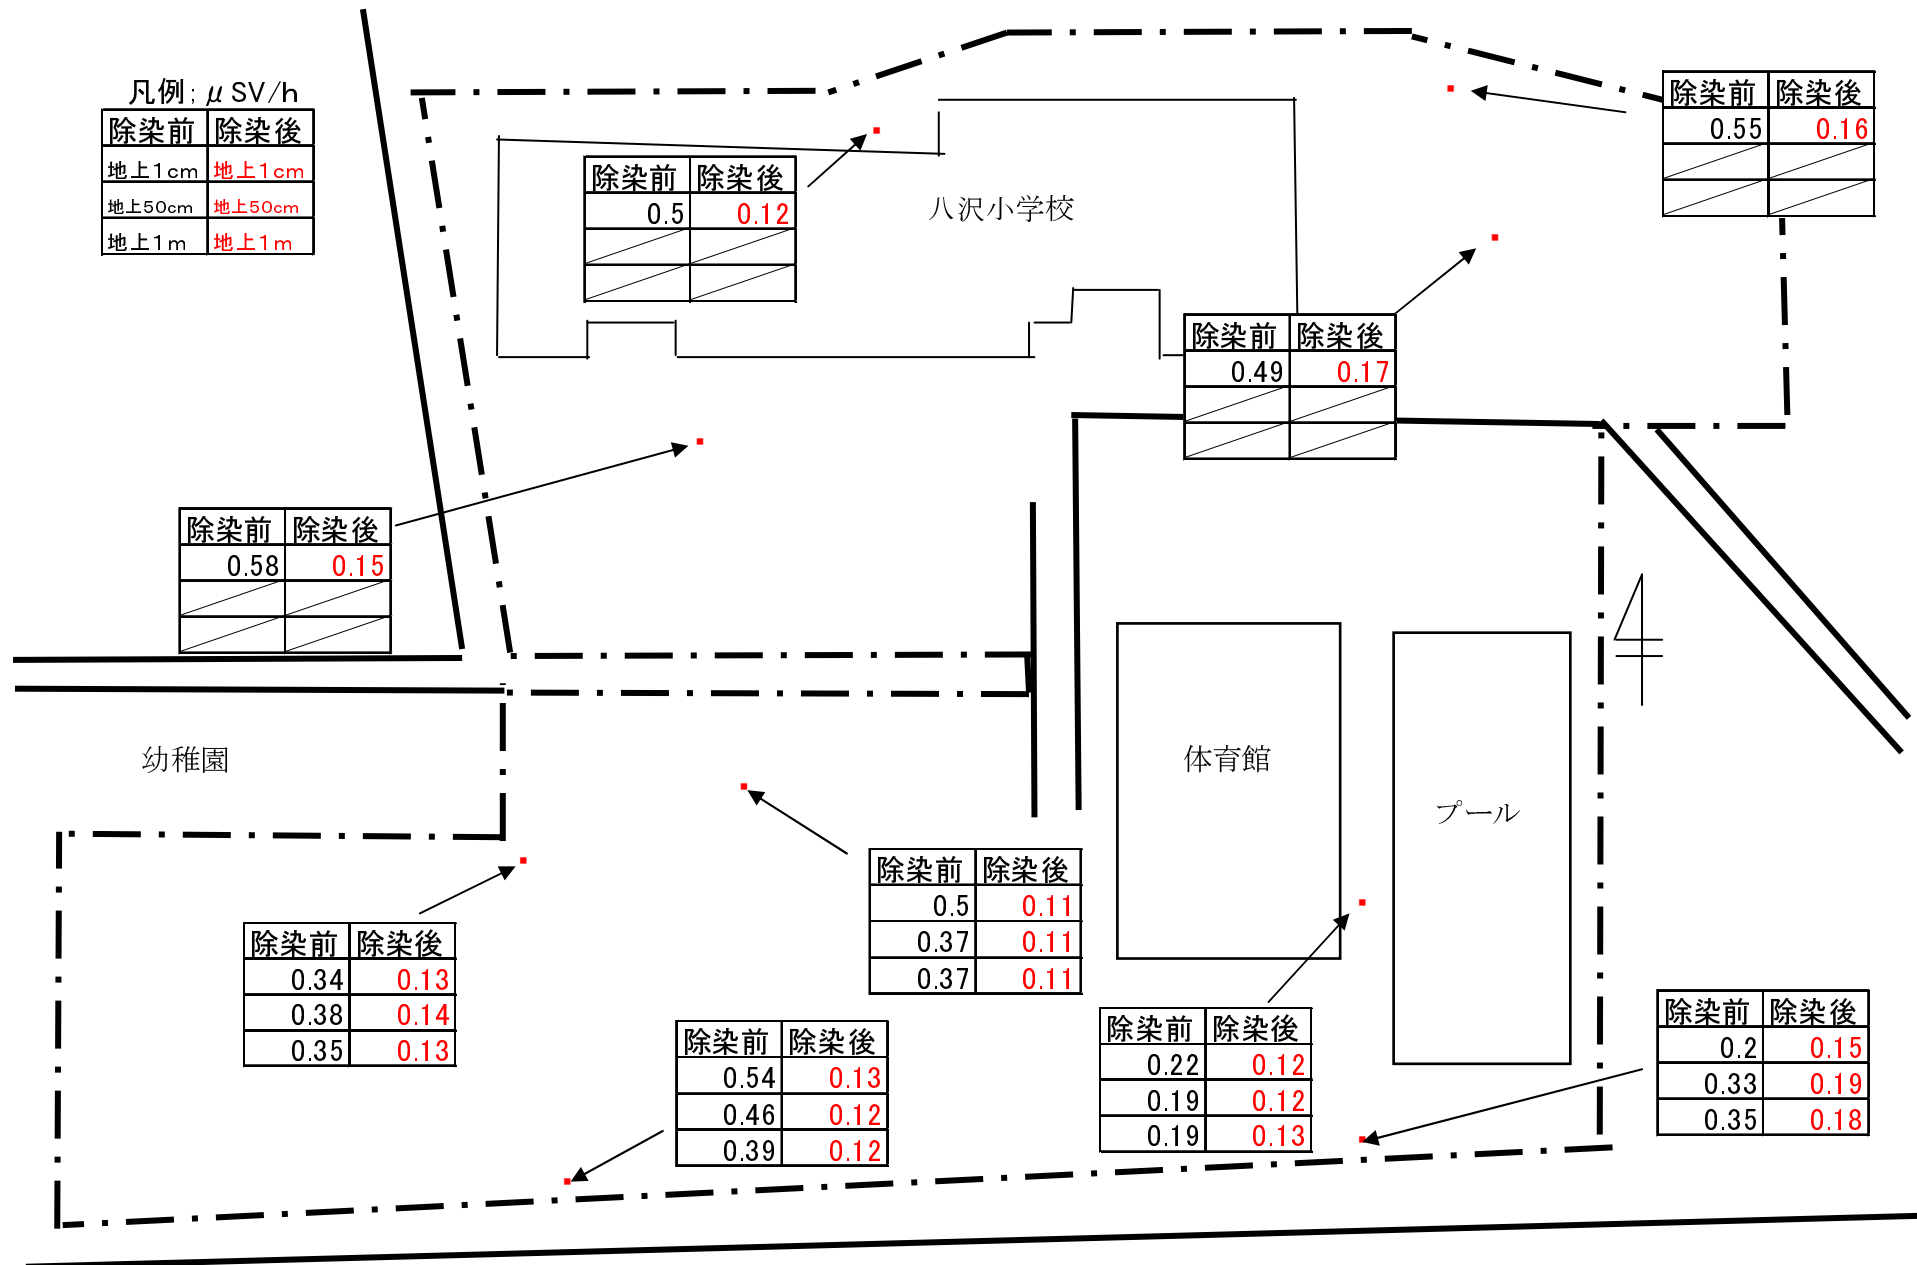 凡例；μSV/h
除染前 除染後
地上1cm 地上1cm
地上50cm 地上50cm
地上1m 地上1m
除染前 除染後
0.55 0.16
除染前 除染後
0.5 0.12
八沢小学校
除染前 除染後
0.49 0.17
除染前 除染後
0.58 0.15
幼稚園
体育館
プール
除染前 除染後
0.5 0.11
0.37 0.11
0.37 0.11
除染前 除染後
0.34 0.13
0.38 0.14
0.35 0.13
除染前 除染後
0.54 0.13
0.46 0.12
0.39 0.12
除染前 除染後
0.22 0.12
0.19 0.12
0.19 0.13
除染前 除染後
0.2 0.15
0.33 0.19
0.35 0.18